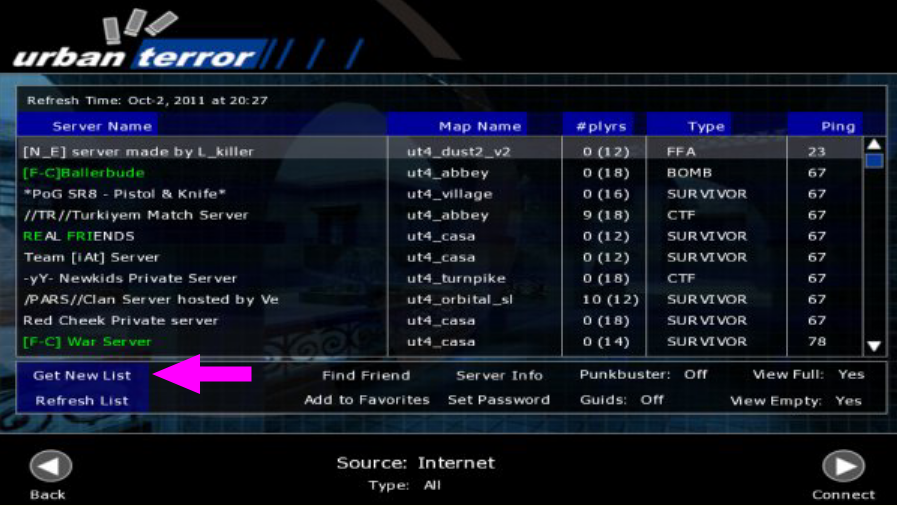 urban terror
Refresh Time: Oct-2, 2011 at 20:27
Server Name Map Name #plyrs Type Ping
[N_E] server made by L_killer ut4_dust2_v2 0 (12) FFA 23
[F-C]Ballerbude ut4_abbey 0 (18) BOMB 67
*PoG SR8 - Pistol & Knife* ut4_village 0 (16) SURVIVOR 67
//TR//Turkiyem Match Server ut4_abbey 9 (18) CTF 67
REAL FRIENDS ut4_casa 0 (12) SURVIVOR 67
Team [iAt] Server ut4_casa 0 (12) SURVIVOR 67
-yY- Newkids Private Server ut4_turnpike 0 (18) CTF 67
/PARS//Clan Server hosted by Ve ut4_orbital_sl 10 (12) SURVIVOR 67
Red Cheek Private server ut4_casa 0 (18) SURVIVOR 67
[F-C] War Server ut4_casa 0 (14) SURVIVOR 78
Get New List Find Friend Server Info Punkbuster: Off View Full: Yes
Refresh List Add to Favorites Set Password Guids: Off View Empty: Yes
Source: Internet
Type: All
Back Connect